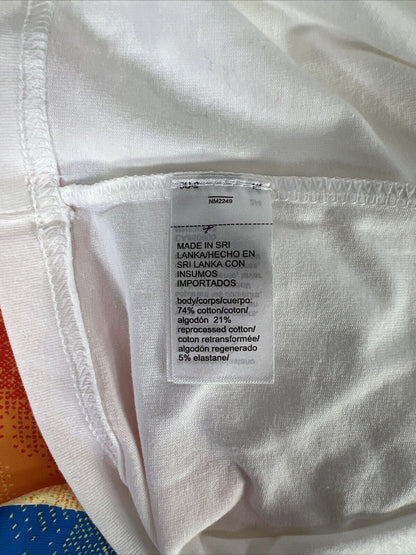 NM2249
MADE IN SRI
LANKA/HECHO EN
SRI LANKA CON
INSUMOS
IMPORTADOS
body/corps/cuerpo:
74% cotton/coton/
algodón 21%
reprocessed cotton/
coton retransformée/
algodón regenerado
5% elastane/